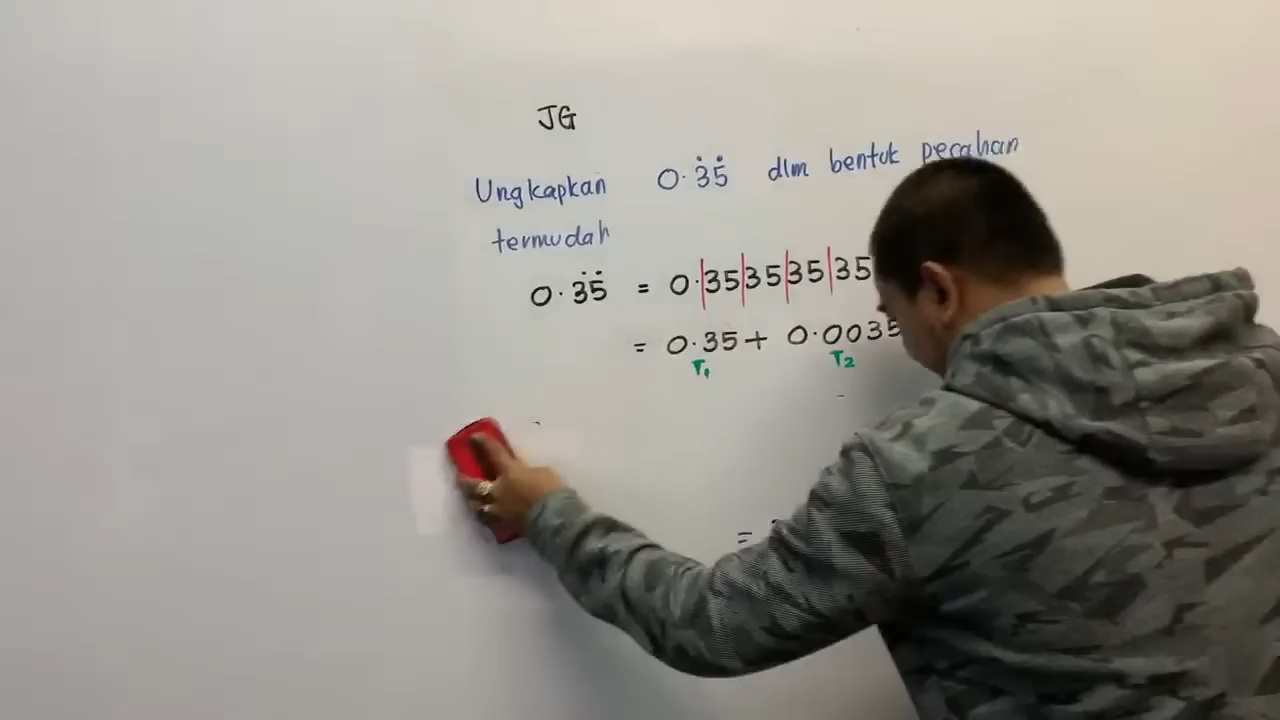 JG
Ungkapkan 0.3̇5̇ dlm bentuk pecahan
termudah
0.3̇5̇ = 0.|35|35|35|35
= 0.35 + 0.0035
T₁ T₂
=